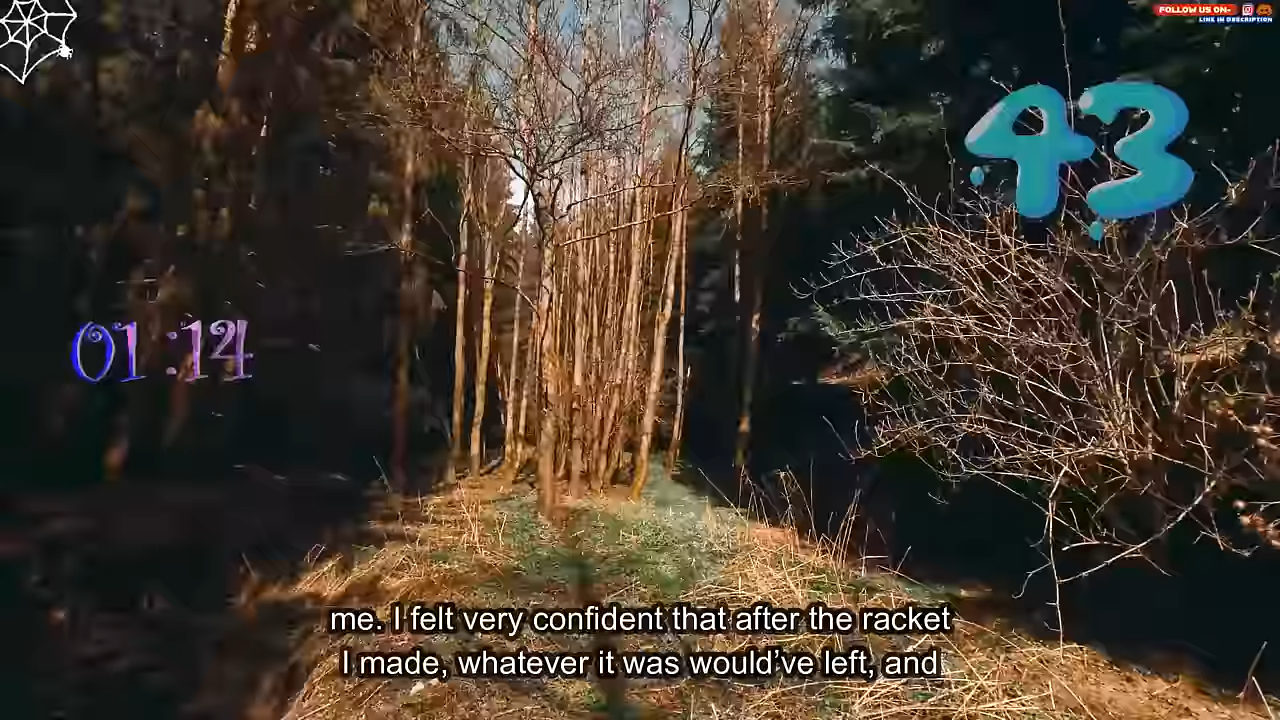 FOLLOW US ON-
LINK IN DESCRIPTION
43
01:14
me. I felt very confident that after the racket
I made, whatever it was would’ve left, and